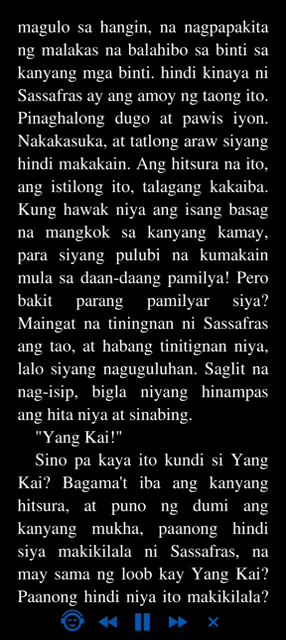 magulo sa hangin, na nagpapakita
ng malakas na balahibo sa binti sa
kanyang mga binti. hindi kinaya ni
Sassafras ay ang amoy ng taong ito.
Pinaghalong dugo at pawis iyon.
Nakakasuka, at tatlong araw siyang
hindi makakain. Ang hitsura na ito,
ang istilong ito, talagang kakaiba.
Kung hawak niya ang isang basag
na mangkok sa kanyang kamay,
para siyang pulubi na kumakain
mula sa daan-daang pamilya! Pero
bakit parang pamilyar siya?
Maingat na tiningnan ni Sassafras
ang tao, at habang tinitignan niya,
lalo siyang naguguluhan. Saglit na
nag-isip, bigla niyang hinampas
ang hita niya at sinabing.
"Yang Kai!"
Sino pa kaya ito kundi si Yang
Kai? Bagama't iba ang kanyang
hitsura, at puno ng dumi ang
kanyang mukha, paanong hindi
siya makikilala ni Sassafras, na
may sama ng loob kay Yang Kai?
Paanong hindi niya ito makikilala?